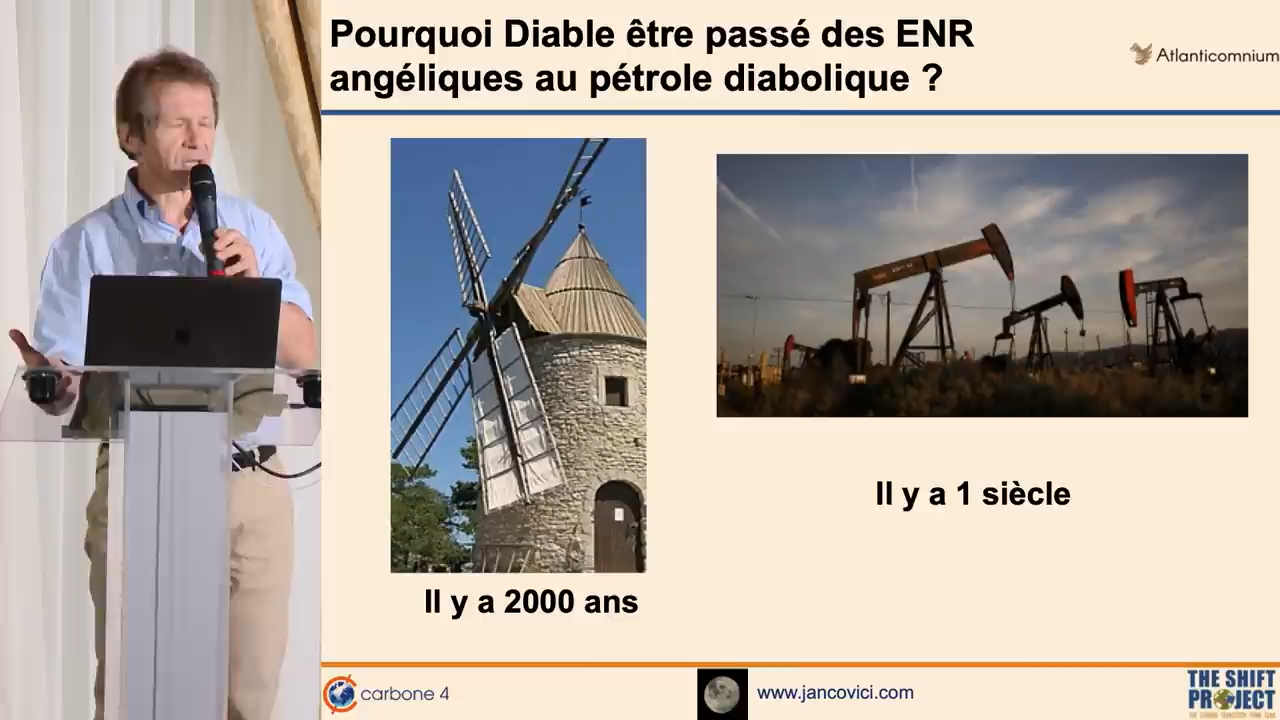 Pourquoi Diable être passé des ENR
angéliques au pétrole diabolique ?
Atlanticomnium
Il y a 1 siècle
Il y a 2000 ans
carbone 4
www.jancovici.com
THE SHIFT
PROJECT